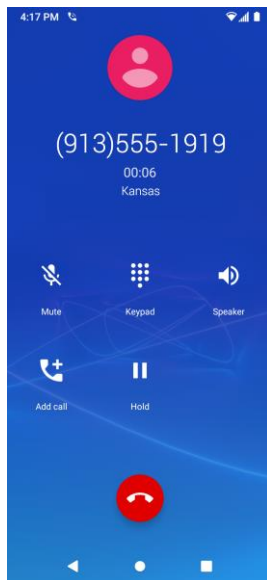 4:17 PM
(913)555-1919
00:06
Kansas
Mute Keypad Speaker
Add call Hold